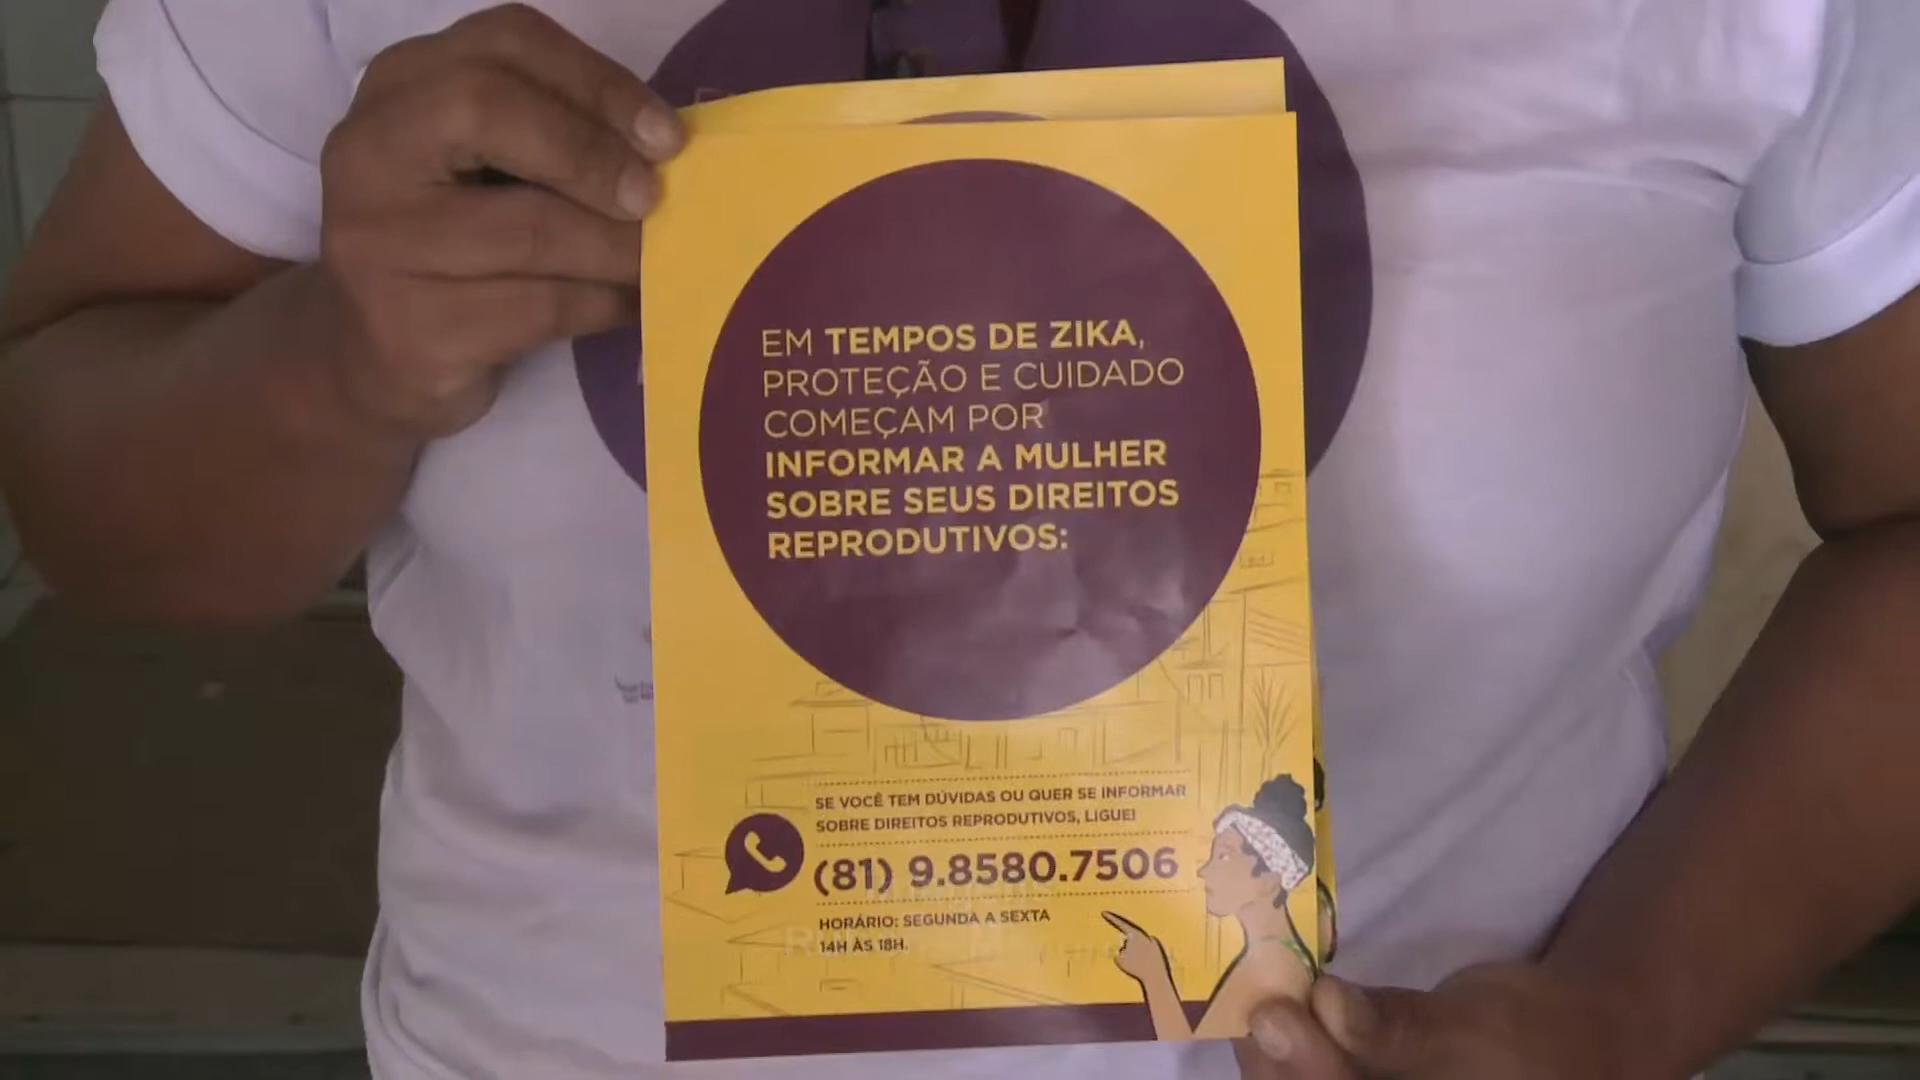 EM TEMPOS DE ZIKA,
PROTEÇÃO E CUIDADO
COMEÇAM POR
INFORMAR A MULHER
SOBRE SEUS DIREITOS
REPRODUTIVOS:
SE VOCÊ TEM DÚVIDAS OU QUER SE INFORMAR
SOBRE DIREITOS REPRODUTIVOS, LIGUE!
(81) 9.8580.7506
HORÁRIO: SEGUNDA A SEXTA
14H ÀS 18H.